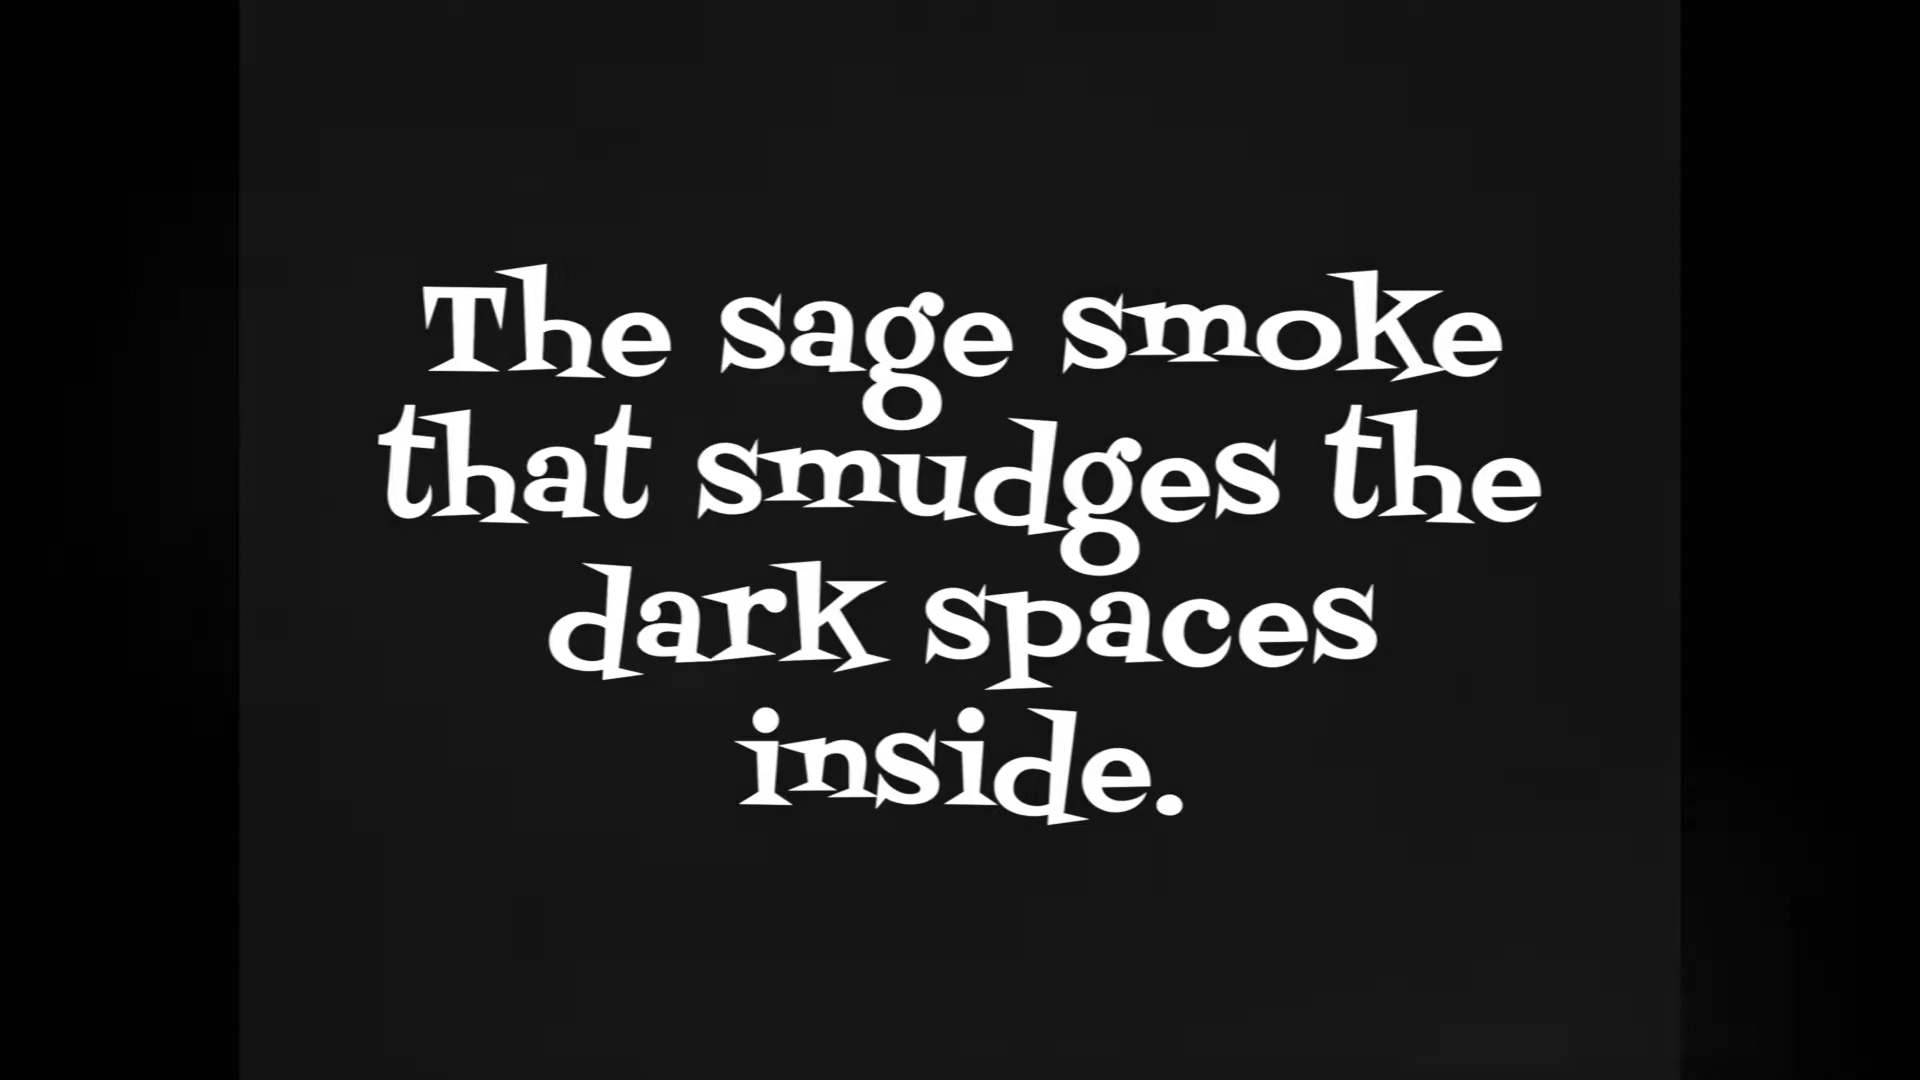 The sage smoke
that smudges the
dark spaces
inside.